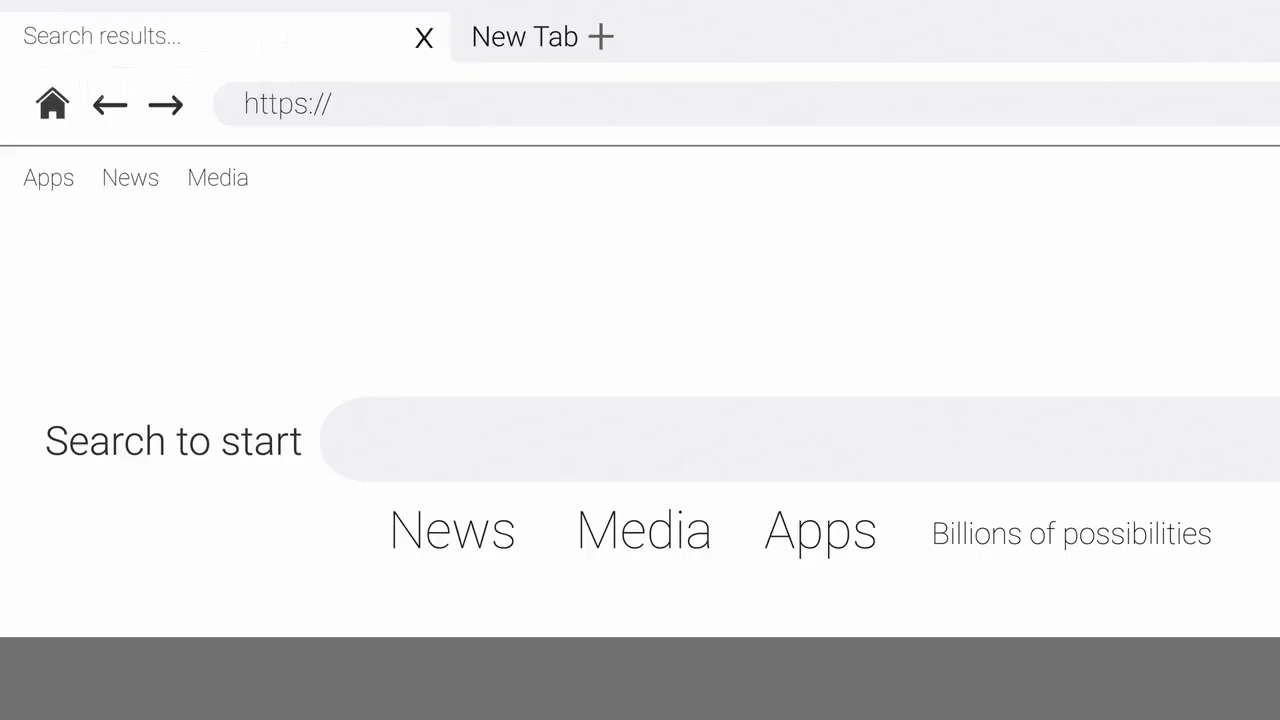 Search results... X New Tab +
https://
Apps News Media
Search to start
News Media Apps Billions of possibilities